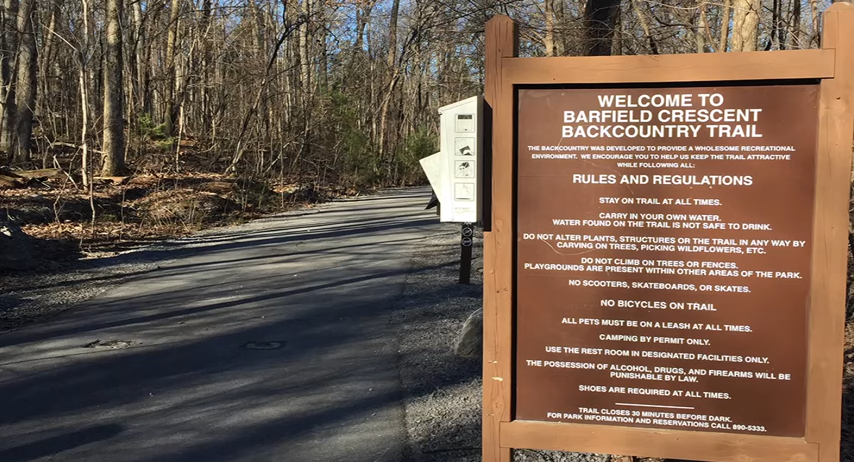 WELCOME TO
BARFIELD CRESCENT
BACKCOUNTRY TRAIL
THE BACKCOUNTRY WAS DEVELOPED TO PROVIDE A WHOLESOME RECREATIONAL
ENVIRONMENT. WE ENCOURAGE YOU TO HELP US KEEP THE TRAIL ATTRACTIVE
WHILE FOLLOWING ALL:
RULES AND REGULATIONS
STAY ON TRAIL AT ALL TIMES.
CARRY IN YOUR OWN WATER.
WATER FOUND ON THE TRAIL IS NOT SAFE TO DRINK.
DO NOT ALTER PLANTS, STRUCTURES OR THE TRAIL IN ANY WAY BY
CARVING ON TREES, PICKING WILDFLOWERS, ETC.
DO NOT CLIMB ON TREES OR FENCES.
PLAYGROUNDS ARE PRESENT WITHIN OTHER AREAS OF THE PARK.
NO SCOOTERS, SKATEBOARDS, OR SKATES.
NO BICYCLES ON TRAIL
ALL PETS MUST BE ON A LEASH AT ALL TIMES.
CAMPING BY PERMIT ONLY.
USE THE REST ROOM IN DESIGNATED FACILITIES ONLY.
THE POSSESSION OF ALCOHOL, DRUGS, AND FIREARMS WILL BE
PUNISHABLE BY LAW.
SHOES ARE REQUIRED AT ALL TIMES.
TRAIL CLOSES 30 MINUTES BEFORE DARK.
FOR PARK INFORMATION AND RESERVATIONS CALL 890-5333.